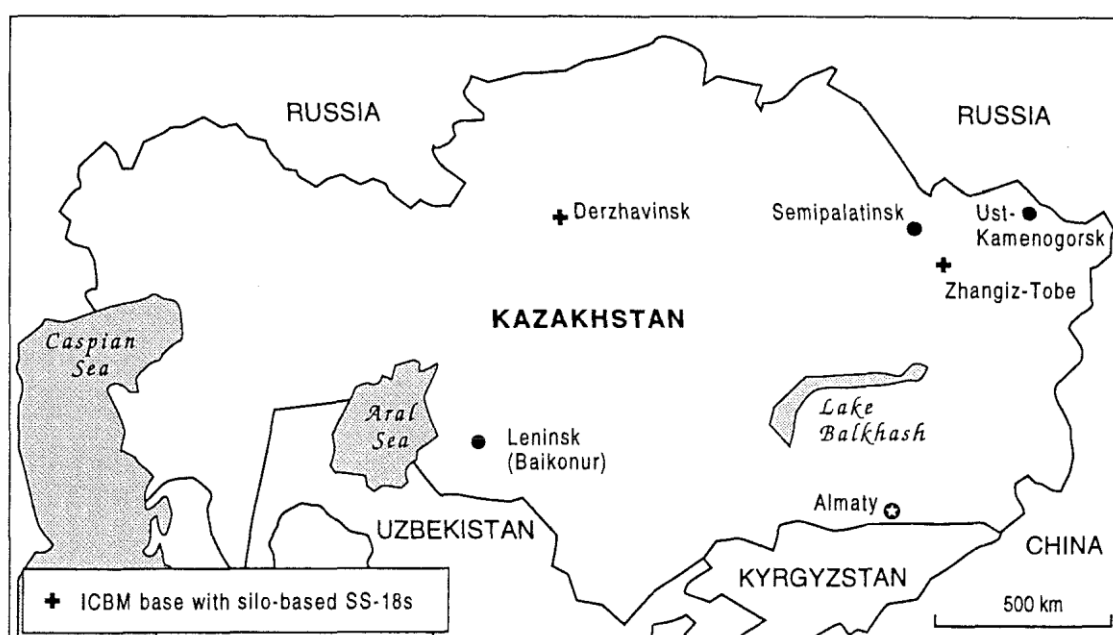 RUSSIA
RUSSIA
Derzhavinsk
Semipalatinsk
Ust-
Kamenogorsk
Zhangiz-Tobe
KAZAKHSTAN
Caspian
Sea
Aral
Sea
Lake
Balkhash
Leninsk
(Baikonur)
Almaty
UZBEKISTAN
CHINA
KYRGYZSTAN
ICBM base with silo-based SS-18s
500 km